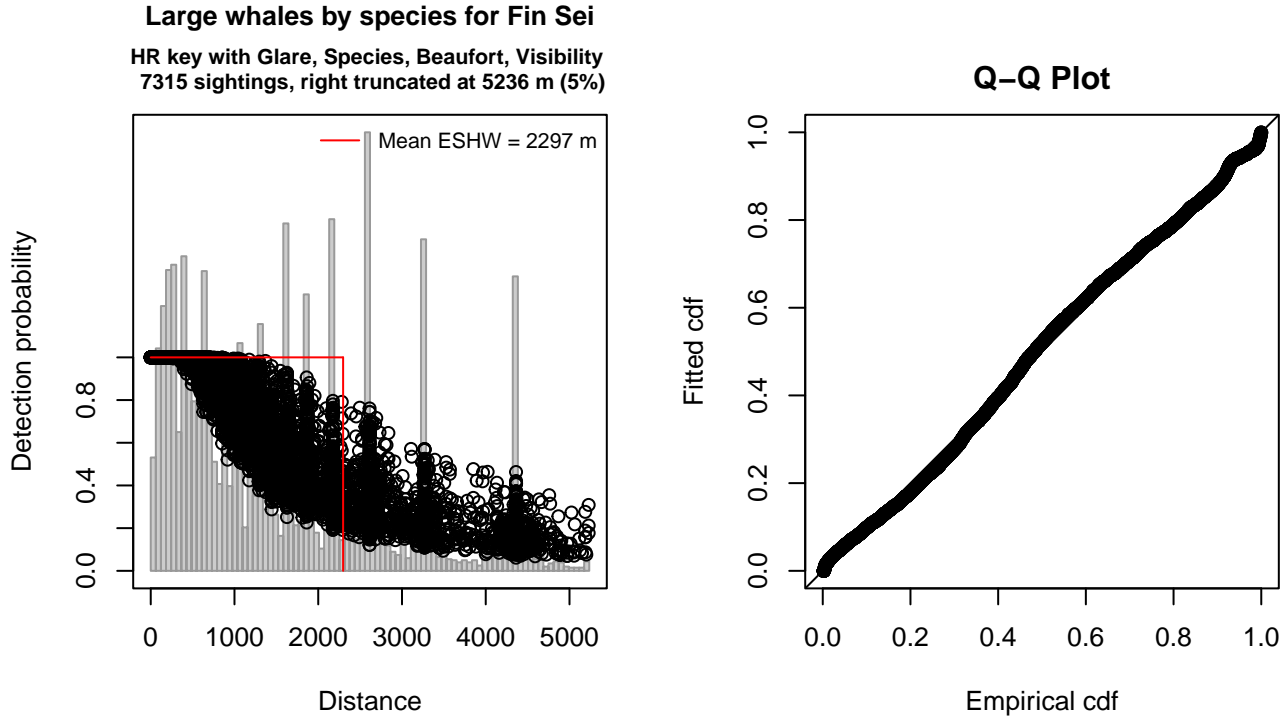 Large whales by species for Fin Sei
HR key with Glare, Species, Beaufort, Visibility
7315 sightings, right truncated at 5236 m (5%)
Mean ESHW = 2297 m
Detection probability
0.0
0.4
0.8
0
1000
2000
3000
4000
5000
Distance
Q−Q Plot
Fitted cdf
0.0
0.2
0.4
0.6
0.8
1.0
0.0
0.2
0.4
0.6
0.8
1.0
Empirical cdf